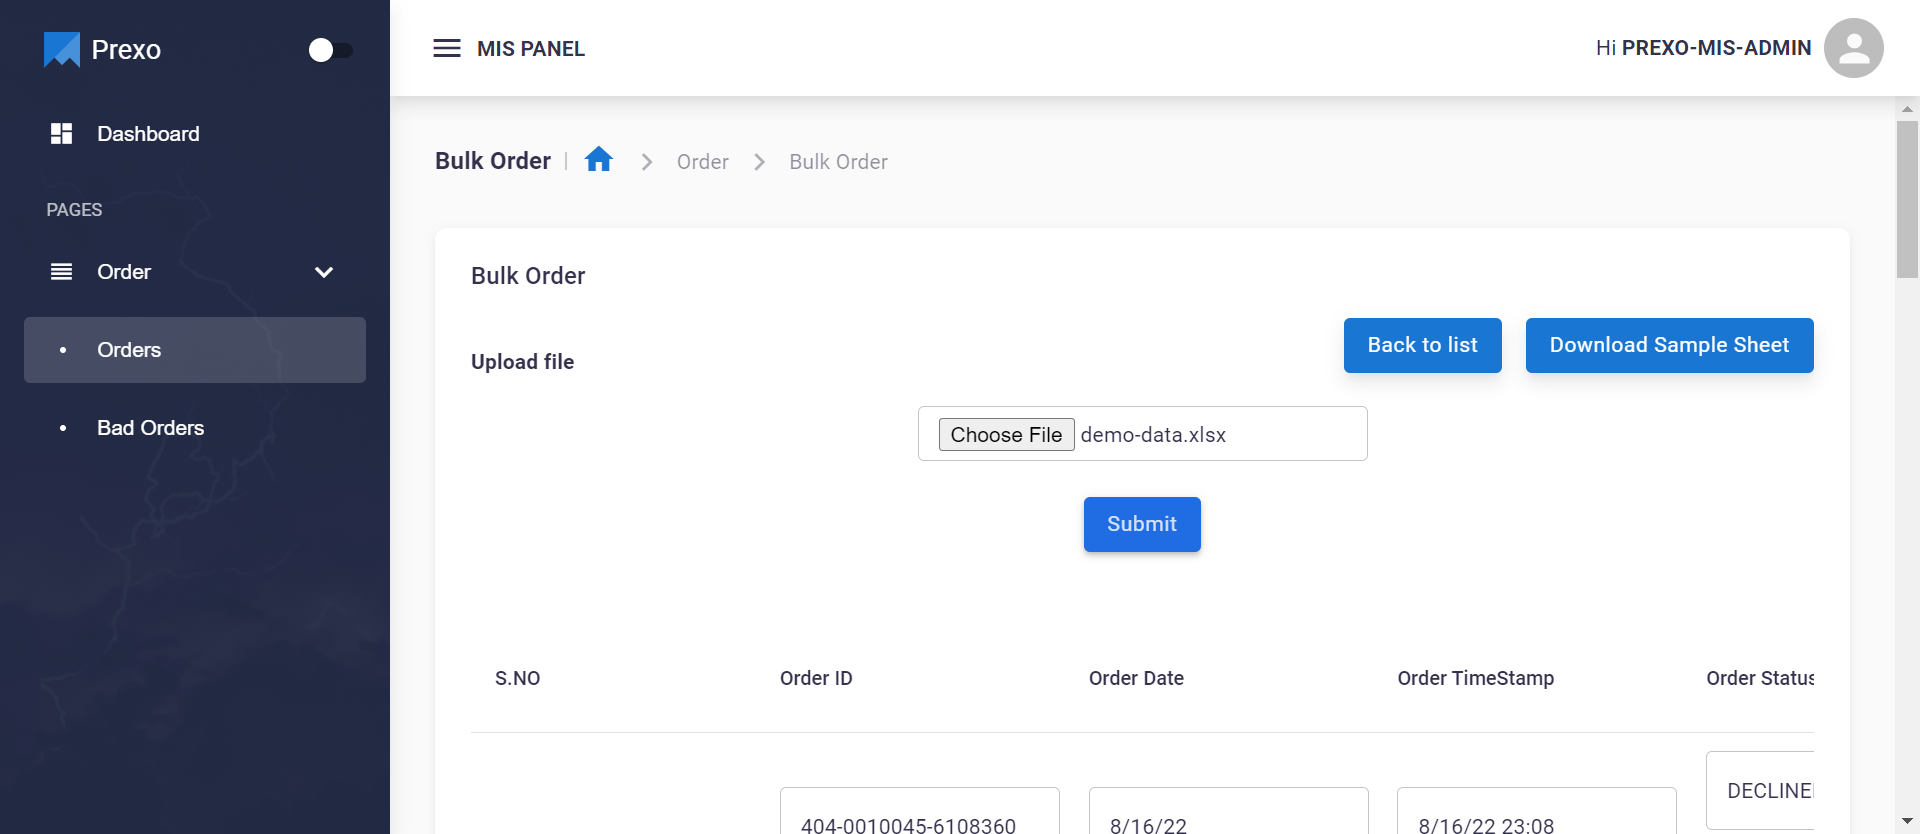 Prexo
MIS PANEL
Hi PREXO-MIS-ADMIN
Dashboard
PAGES
Order
Orders
Bad Orders
Bulk Order | Order Bulk Order
Bulk Order
Upload file
Back to list
Download Sample Sheet
Choose File demo-data.xlsx
Submit
S.NO Order ID Order Date Order TimeStamp Order Status
404-0010045-6108360 8/16/22 8/16/22 23:08 DECLINE